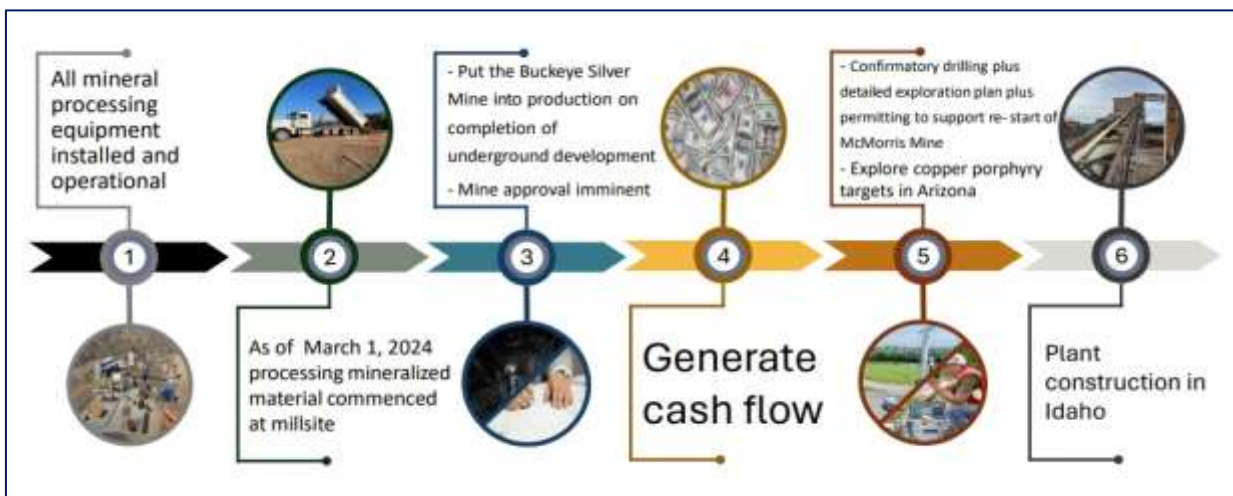 All mineral
processing
equipment
installed and
operational
1
2
As of March 1, 2024
processing mineralized
material commenced
at millsite
- Put the Buckeye Silver
Mine into production on
completion of
underground development
- Mine approval imminent
3
4
Generate
cash flow
- Confirmatory drilling plus
detailed exploration plan plus
permitting to support re-start of
McMorris Mine
- Explore copper porphyry
targets in Arizona
5
6
Plant
construction in
Idaho